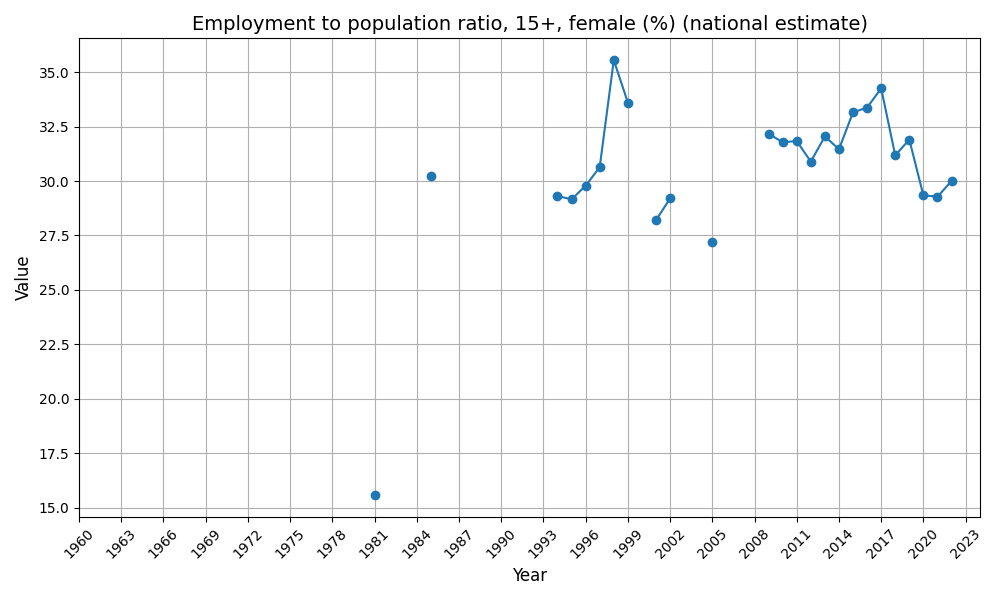 Employment to population ratio, 15+, female (%) (national estimate)
Value
35.0
32.5
30.0
27.5
25.0
22.5
20.0
17.5
15.0
1960 1963 1966 1969 1972 1975 1978 1981 1984 1987 1990 1993 1996 1999 2002 2005 2008 2011 2014 2017 2020 2023
Year